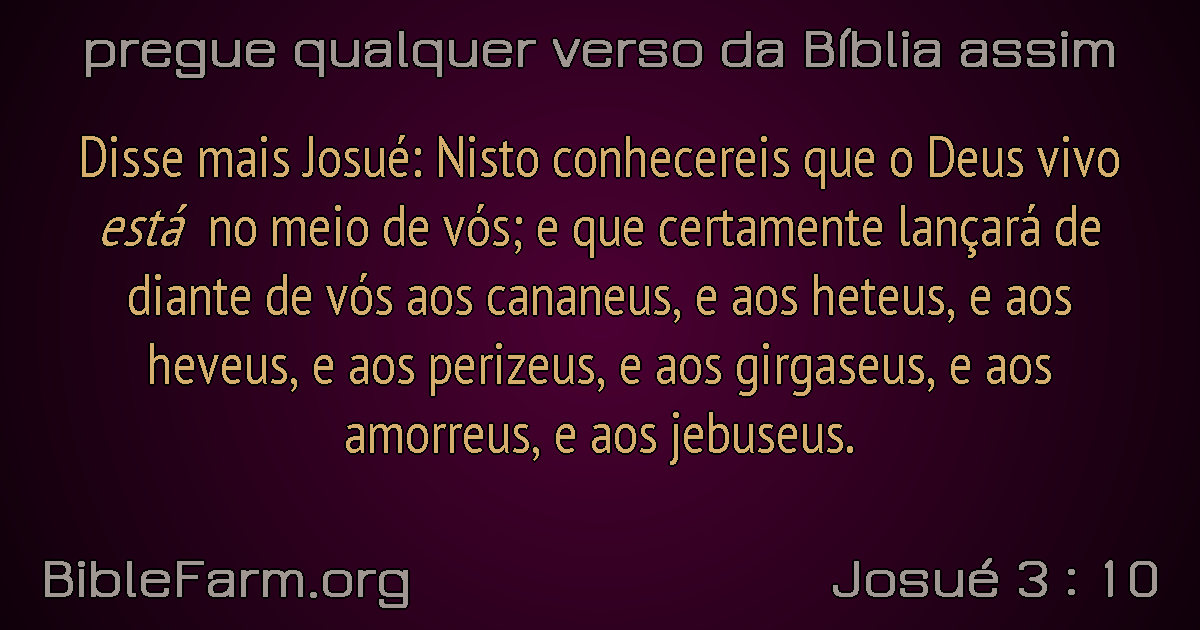 pregue qualquer verso da Bíblia assim
Disse mais Josué: Nisto conhecereis que o Deus vivo
está no meio de vós; e que certamente lançará de
diante de vós aos cananeus, e aos heteus, e aos
heveus, e aos perizeus, e aos girgaseus, e aos
amorreus, e aos jebuseus.
BibleFarm.org
Josué 3 : 10